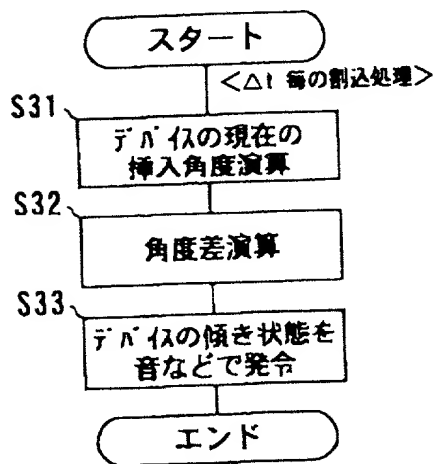 スタート
<Δt 毎の割込処理>
S31
デバイスの現在の
挿入角度演算
S32
角度差演算
S33
デバイスの傾き状態を
音などで発令
エンド